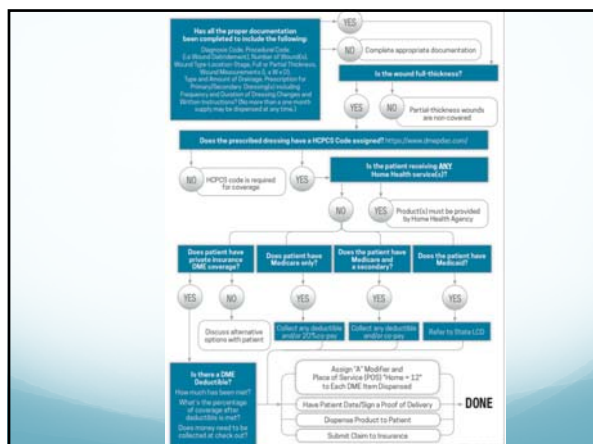 Has all the proper documentation
been completed to include the following:
Diagnosis Code, Procedure Code
(i.e Wound Debridement), Number of Wound(s),
Wound Type-Location-Stage, Full or Partial Thickness,
Wound Measurements (L x W x D),
Type and Amount of Drainage, Prescription for
Primary/Secondary Dressing(s) including
Frequency and Duration of Dressing Changes and
Written Instructions? (No more than a one month
supply may be dispensed at any time.)
YES
NO
Complete appropriate documentation
Is the wound full-thickness?
YES
NO
Partial-thickness wounds
are non-covered
Does the prescribed dressing have a HCPCS Code assigned? https://www.dmepdac.com/
NO
HCPCS code is required
for coverage
YES
Is the patient receiving ANY
Home Health service(s)?
NO
YES
Product(s) must be provided
by Home Health Agency
Does patient have
private insurance
DME coverage?
Does patient have
Medicare only?
Does the patient have
Medicare and
a secondary?
Does the patient have
Medicaid?
YES
NO
YES
YES
YES
Discuss alternative
options with patient
Collect any deductible
and/or 20% co-pay
Collect any deductible
and/or co-pay
Refer to State LCD
Is there a DME
Deductible?
How much has been met?
What's the percentage
of coverage after
deductible is met?
Does money need to be
collected at check out?
Assign "A" Modifier and
Place of Service (POS) "Home = 12"
to Each DME Item Dispensed
Have Patient Date/Sign a Proof of Delivery
Dispense Product to Patient
Submit Claim to Insurance
DONE